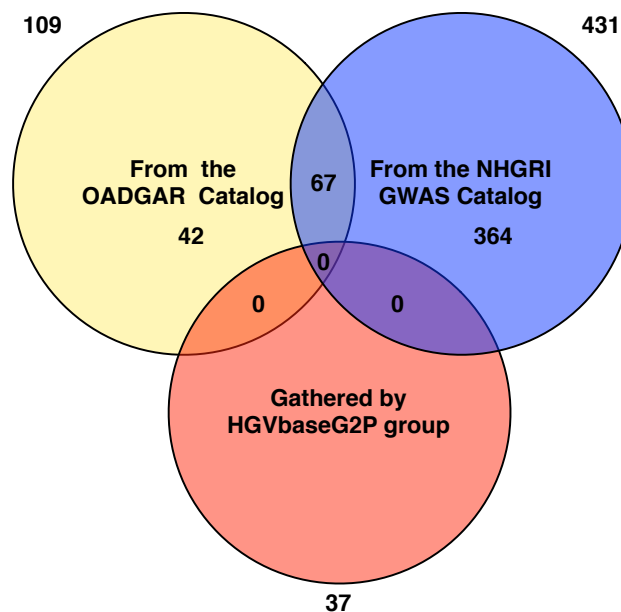 109
431
From the
OADGAR Catalog
42
67
From the NHGRI
GWAS Catalog
364
0
0
0
Gathered by
HGVbaseG2P group
37